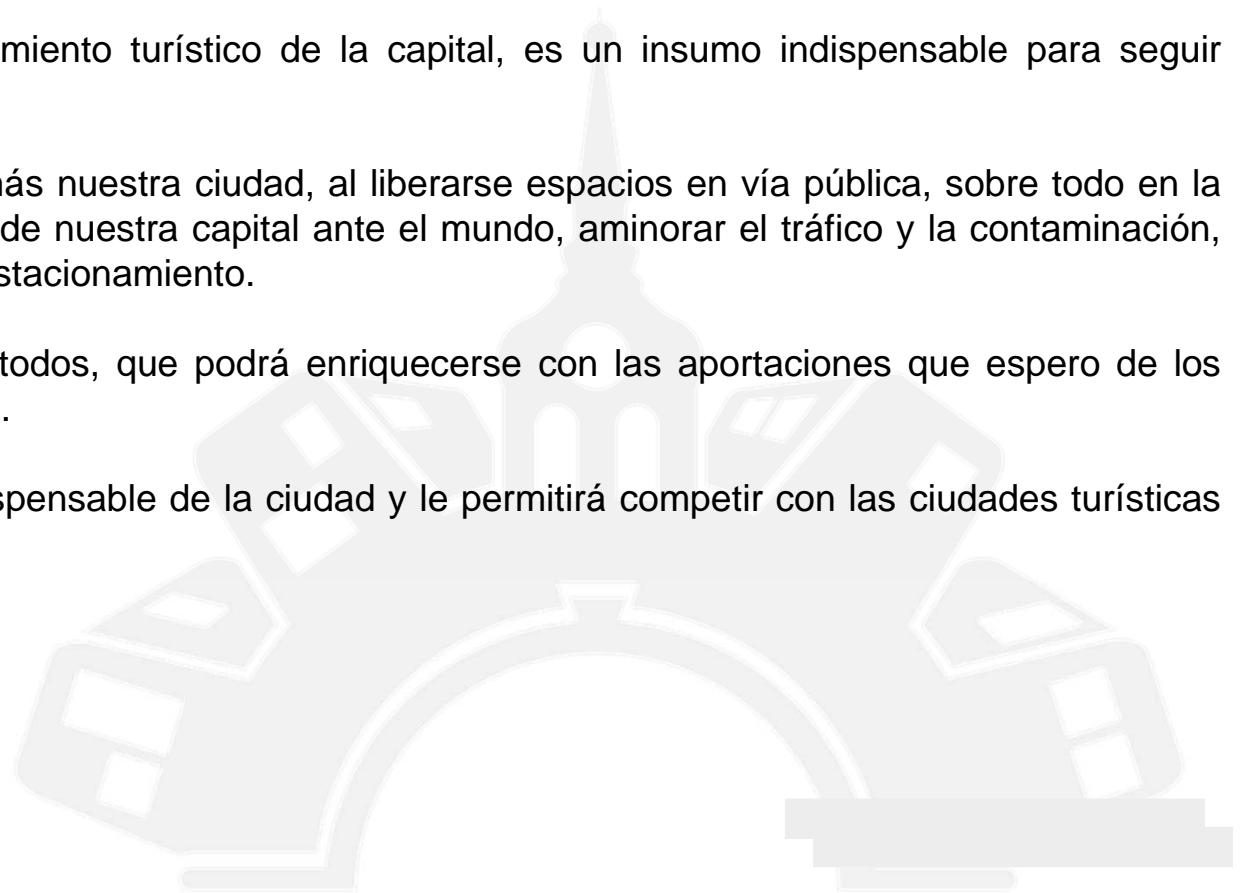 miento turístico de la capital, es un insumo indispensable para seguir
más nuestra ciudad, al liberarse espacios en vía pública, sobre todo en la
de nuestra capital ante el mundo, aminorar el tráfico y la contaminación,
stacionamiento.
todos, que podrá enriquecerse con las aportaciones que espero de los
.
spensable de la ciudad y le permitirá competir con las ciudades turísticas